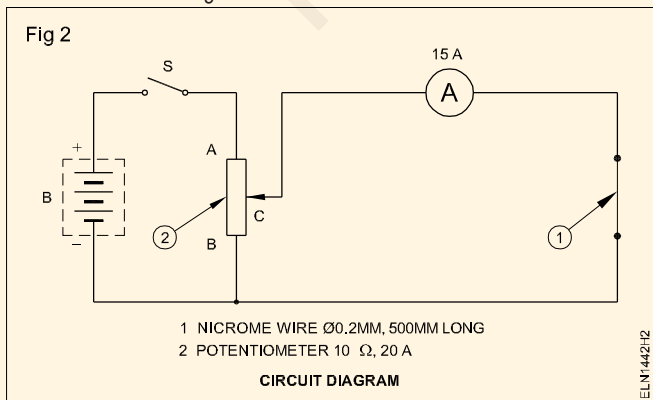 Fig 2
S
15 A
A
A
+
B
C
2
B
1
–
1 NICROME WIRE Ø0.2MM, 500MM LONG
2 POTENTIOMETER 10 Ω, 20 A
CIRCUIT DIAGRAM
ELN1442H2